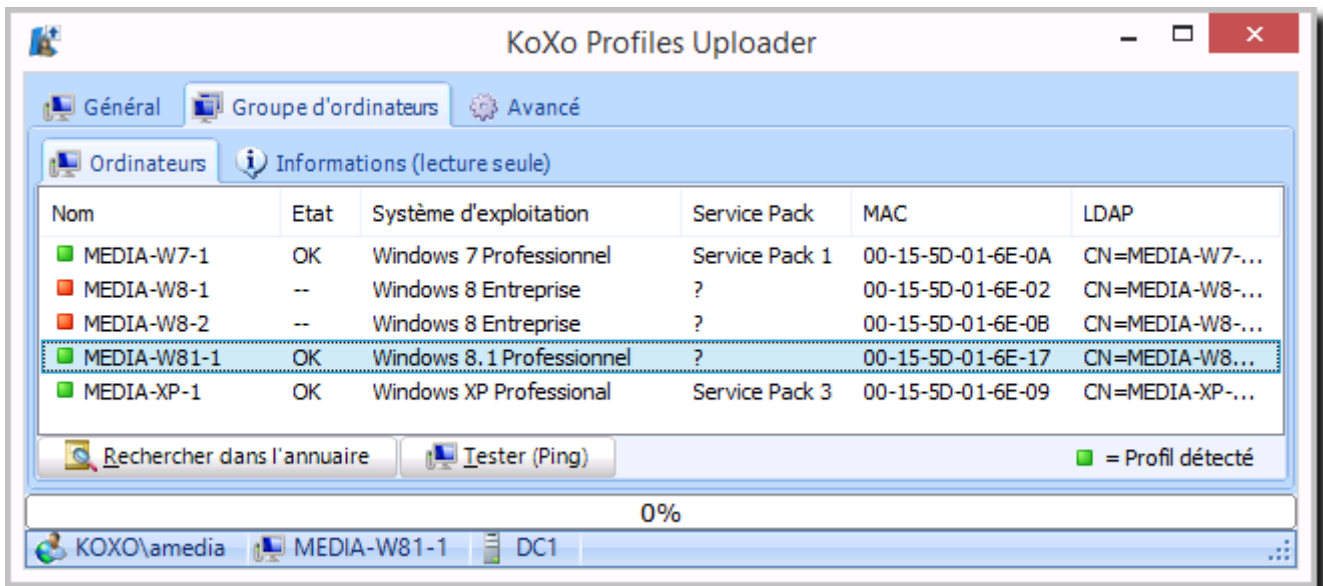 KoXo Profiles Uploader
Général Groupe d'ordinateurs Avancé
Ordinateurs Informations (lecture seule)
Nom Etat Système d'exploitation Service Pack MAC LDAP
MEDIA-W7-1 OK Windows 7 Professionnel Service Pack 1 00-15-5D-01-6E-0A CN=MEDIA-W7-...
MEDIA-W8-1 -- Windows 8 Entreprise ? 00-15-5D-01-6E-02 CN=MEDIA-W8-...
MEDIA-W8-2 -- Windows 8 Entreprise ? 00-15-5D-01-6E-0B CN=MEDIA-W8-...
MEDIA-W81-1 OK Windows 8.1 Professionnel ? 00-15-5D-01-6E-17 CN=MEDIA-W8...
MEDIA-XP-1 OK Windows XP Professional Service Pack 3 00-15-5D-01-6E-09 CN=MEDIA-XP-...
Rechercher dans l'annuaire Tester (Ping) = Profil détecté
0%
KOXO\amedia MEDIA-W81-1 DC1